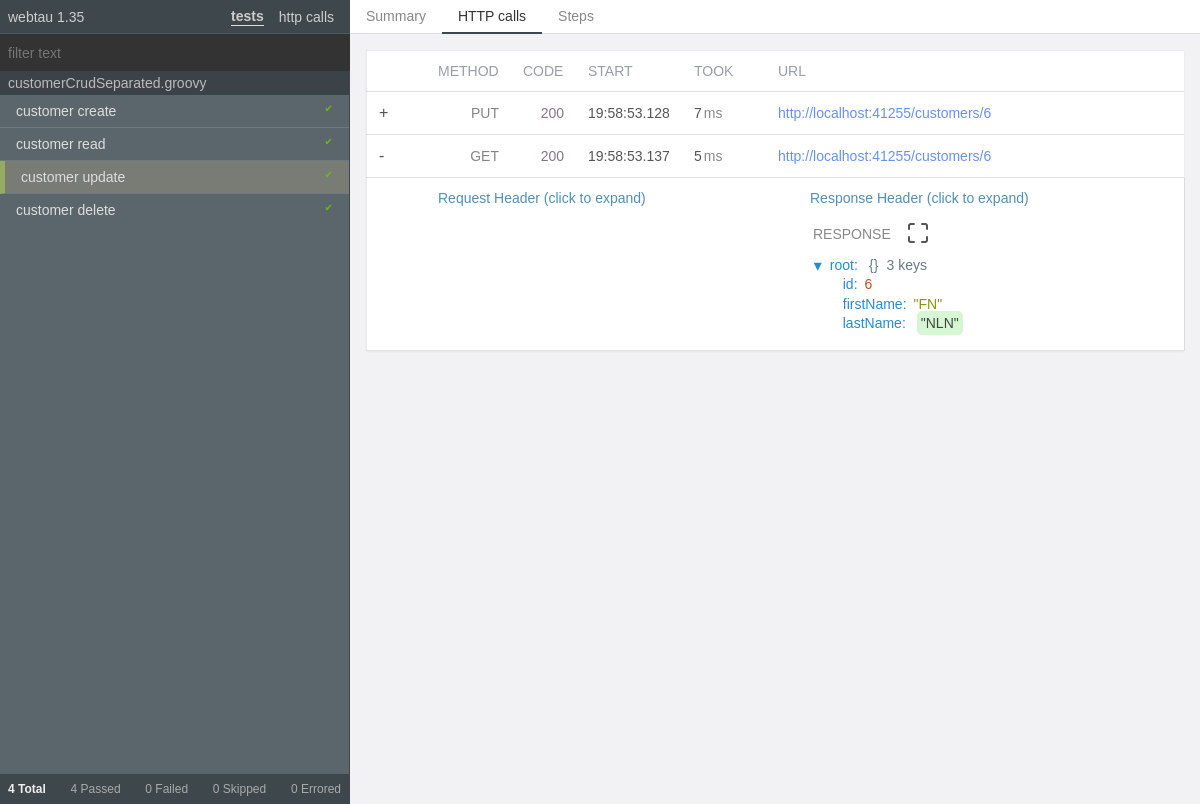 webtau 1.35 tests http calls
filter text
customerCrudSeparated.groovy
customer create ✔
customer read ✔
customer update ✔
customer delete ✔
4 Total 4 Passed 0 Failed 0 Skipped 0 Errored
Summary HTTP calls Steps
METHOD CODE START TOOK URL
+ PUT 200 19:58:53.128 7 ms http://localhost:41255/customers/6
- GET 200 19:58:53.137 5 ms http://localhost:41255/customers/6
Request Header (click to expand) Response Header (click to expand)
RESPONSE
▼ root: {} 3 keys
id: 6
firstName: "FN"
lastName: "NLN"